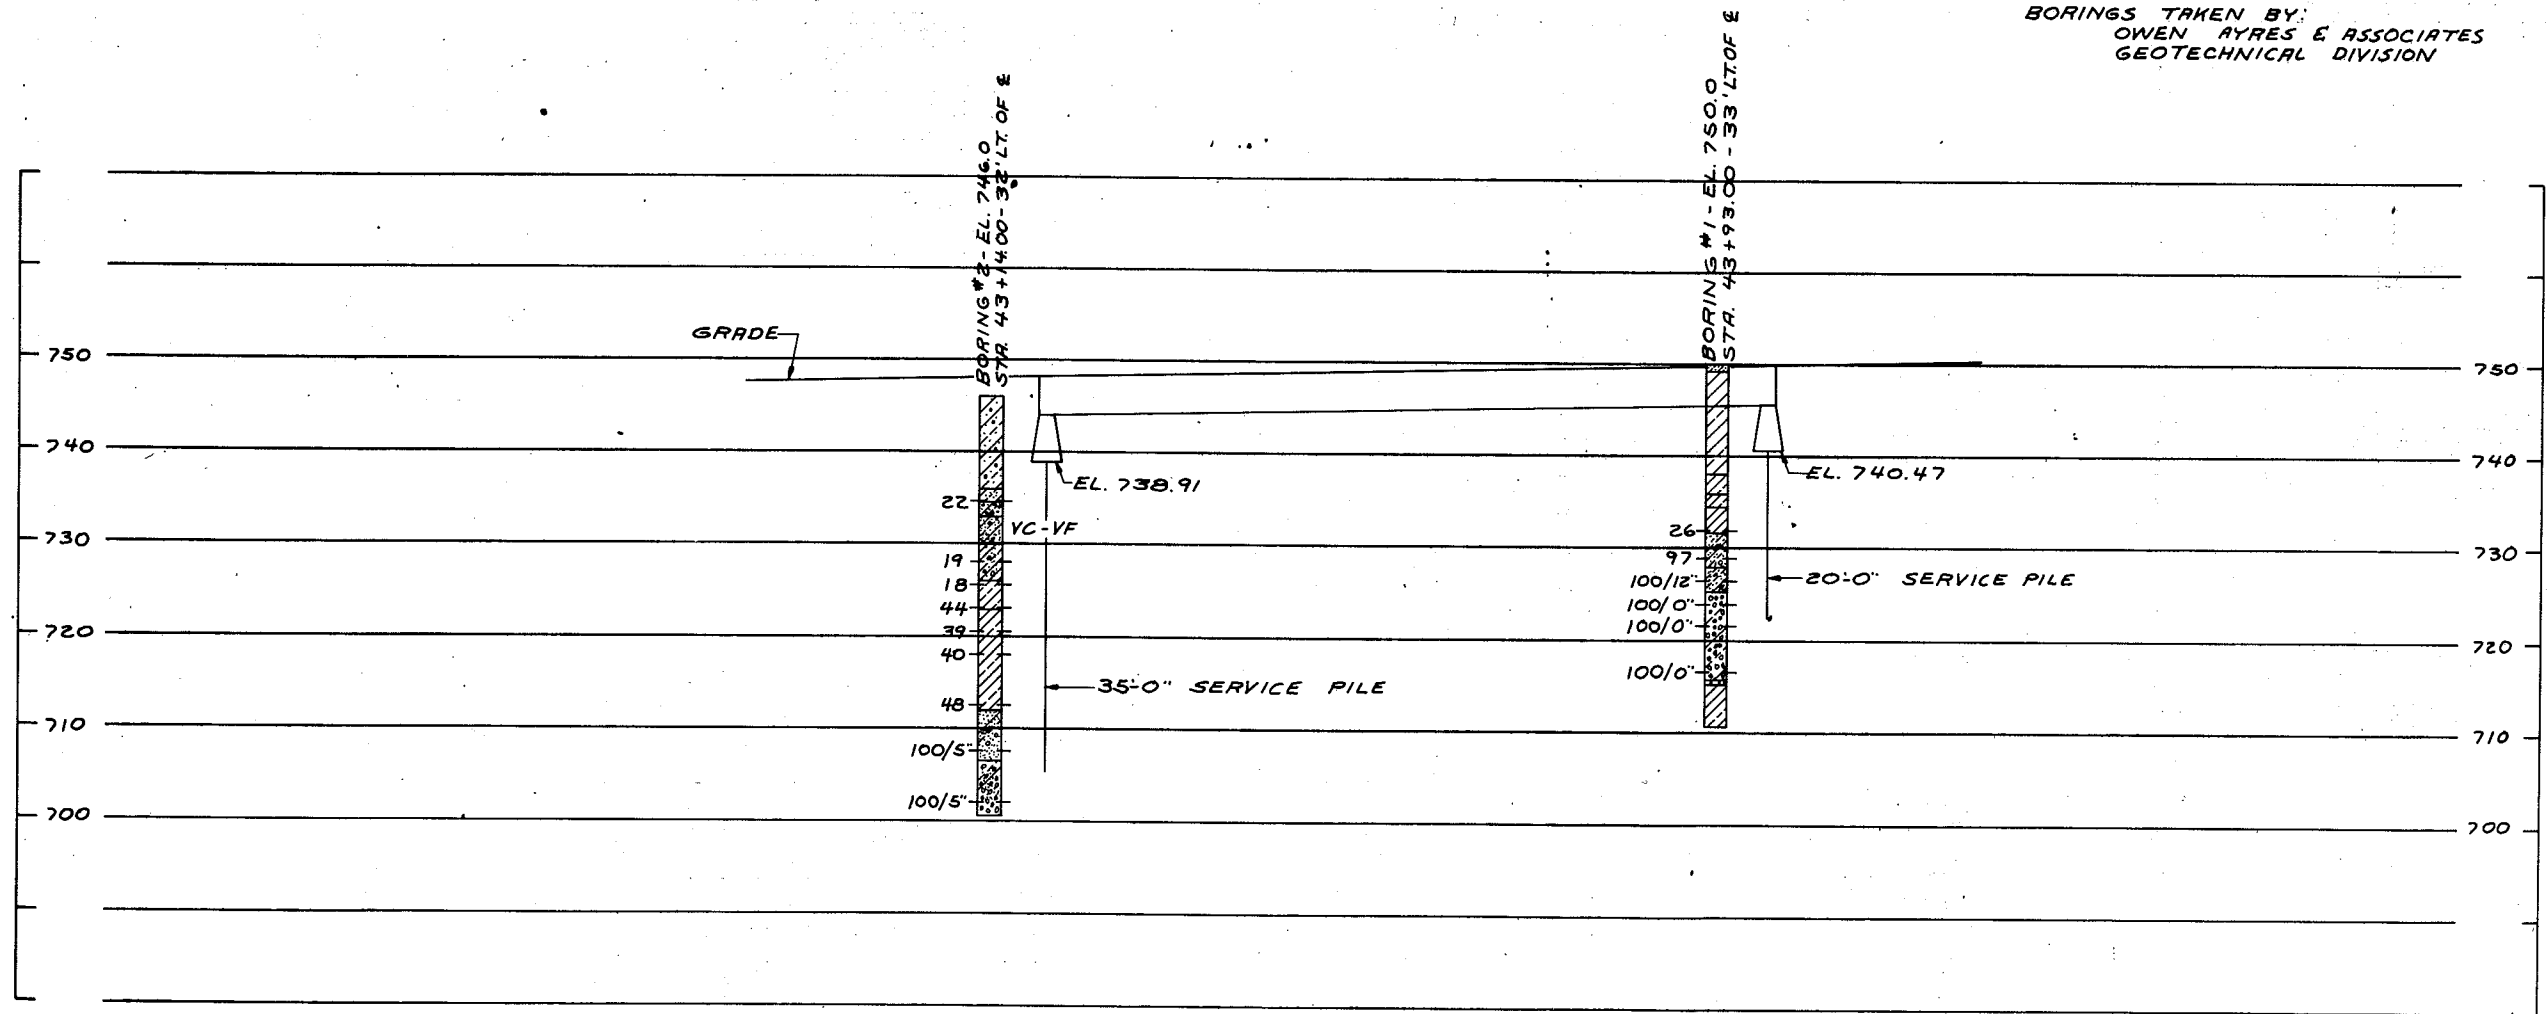 BORINGS TAKEN BY:
OWEN AYRES & ASSOCIATES
GEOTECHNICAL DIVISION
BORING #2 - EL. 746.0
STA. 43+14.00 - 32' LT. OF ℄
BORING #1 - EL. 750.0
STA. 43+93.00 - 33' LT. OF ℄
GRADE
750
750
740
740
EL. 738.91
EL. 740.47
22
VC-VF
26
730
730
19
97
18
100/12"
20'-0" SERVICE PILE
44
100/0"
720
39
100/0"
720
40
100/0"
35'-0" SERVICE PILE
48
710
710
100/5"
100/5"
700
700